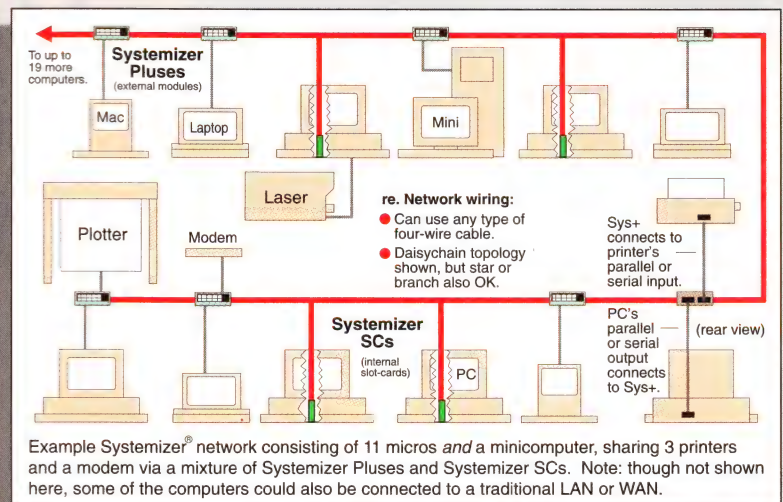 To up to
19 more
computers.
Systemizer
Pluses
(external modules)
Mac
Laptop
Mini
Laser
re. Network wiring:
Can use any type of
four-wire cable.
Daisychain topology
shown, but star or
branch also OK.
Sys+
connects to
printer's
parallel or
serial input.
Plotter
Modem
Systemizer
SCs
(internal
slot-cards)
PC
PC's
parallel
or serial
output
connects
to Sys+.
(rear view)
Example Systemizer® network consisting of 11 micros and a minicomputer, sharing 3 printers
and a modem via a mixture of Systemizer Pluses and Systemizer SCs. Note: though not shown
here, some of the computers could also be connected to a traditional LAN or WAN.